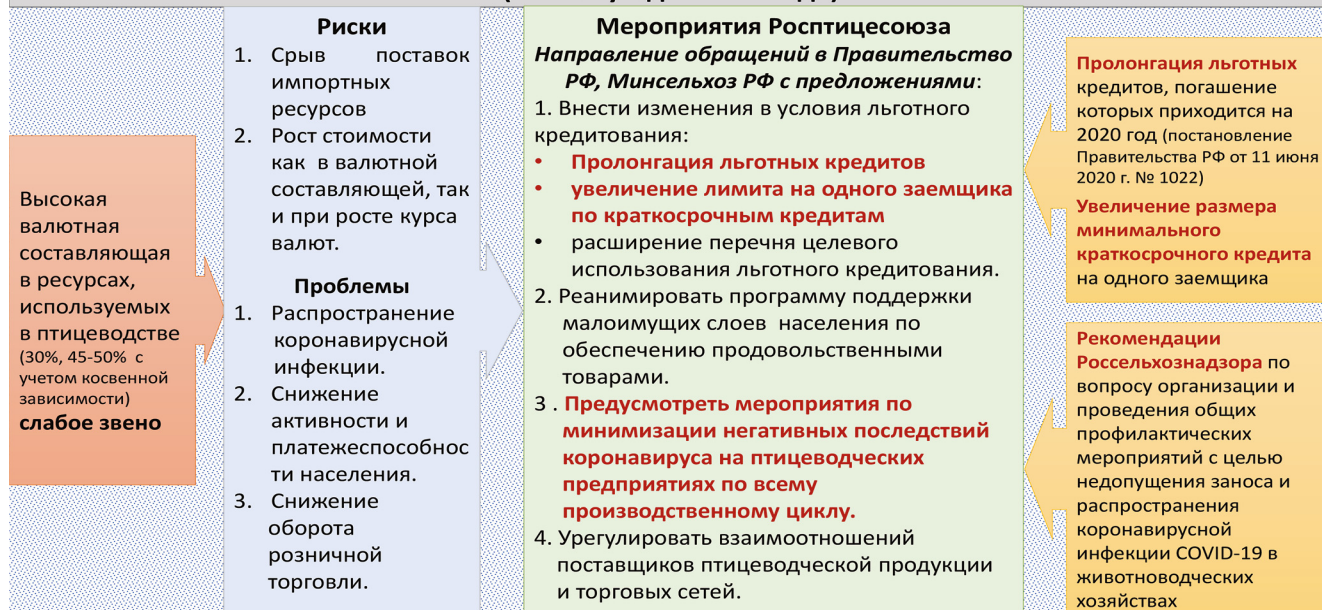 Высокая
валютная
составляющая
в ресурсах,
используемых
в птицеводстве
(30%, 45-50% с
учетом косвенной
зависимости)
слабое звено
Риски
1. Срыв поставок
импортных
ресурсов
2. Рост стоимости
как в валютной
составляющей, так
и при росте курса
валют.
Проблемы
1. Распространение
коронавирусной
инфекции.
2. Снижение
активности и
платежеспособнос
ти населения.
3. Снижение
оборота
розничной
торговли.
Мероприятия Росптицесоюза
Направление обращений в Правительство
РФ, Минсельхоз РФ с предложениями:
1. Внести изменения в условия льготного
кредитования:
• Пролонгация льготных кредитов
• увеличение лимита на одного заемщика
по краткосрочным кредитам
• расширение перечня целевого
использования льготного кредитования.
2. Реанимировать программу поддержки
малоимущих слоев населения по
обеспечению продовольственными
товарами.
3 . Предусмотреть мероприятия по
минимизации негативных последствий
коронавируса на птицеводческих
предприятиях по всему
производственному циклу.
4. Урегулировать взаимоотношений
поставщиков птицеводческой продукции
и торговых сетей.
Пролонгация льготных
кредитов, погашение
которых приходится на
2020 год (постановление
Правительства РФ от 11 июня
2020 г. № 1022)
Увеличение размера
минимального
краткосрочного кредита
на одного заемщика
Рекомендации
Россельхознадзора по
вопросу организации и
проведения общих
профилактических
мероприятий с целью
недопущения заноса и
распространения
коронавирусной
инфекции COVID-19 в
животноводческих
хозяйствах